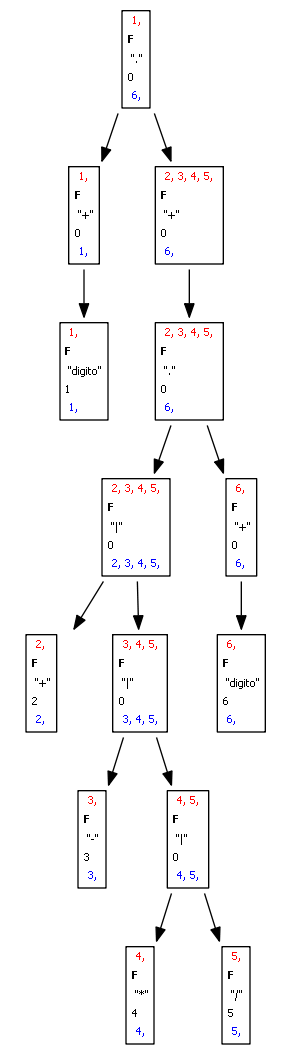 1,
F
"."
0
6,
1,
F
"+"
0
1,
2, 3, 4, 5,
F
"+"
0
6,
1,
F
"digito"
1
1,
2, 3, 4, 5,
F
"."
0
6,
2, 3, 4, 5,
F
"|"
0
2, 3, 4, 5,
6,
F
"+"
0
6,
2,
F
"+"
2
2,
3, 4, 5,
F
"|"
0
3, 4, 5,
6,
F
"digito"
6
6,
3,
F
"-"
3
3,
4, 5,
F
"|"
0
4, 5,
4,
F
"*"
4
4,
5,
F
"/"
5
5,